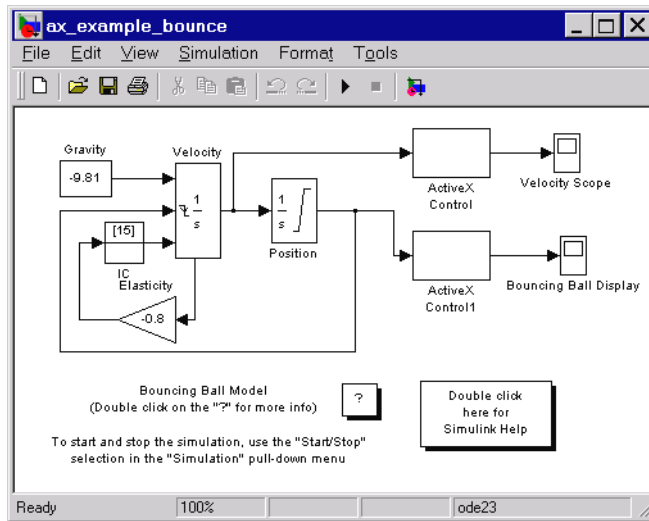 ax_example_bounce
File Edit View Simulation Format Tools
Gravity
-9.81
Velocity
1
s
[15]
IC
Elasticity
-0.8
1
s
Position
ActiveX
Control
Velocity Scope
ActiveX
Control1
Bouncing Ball Display
Bouncing Ball Model
(Double click on the "?" for more info)
?
Double click
here for
Simulink Help
To start and stop the simulation, use the "Start/Stop"
selection in the "Simulation" pull-down menu
Ready 100% ode23